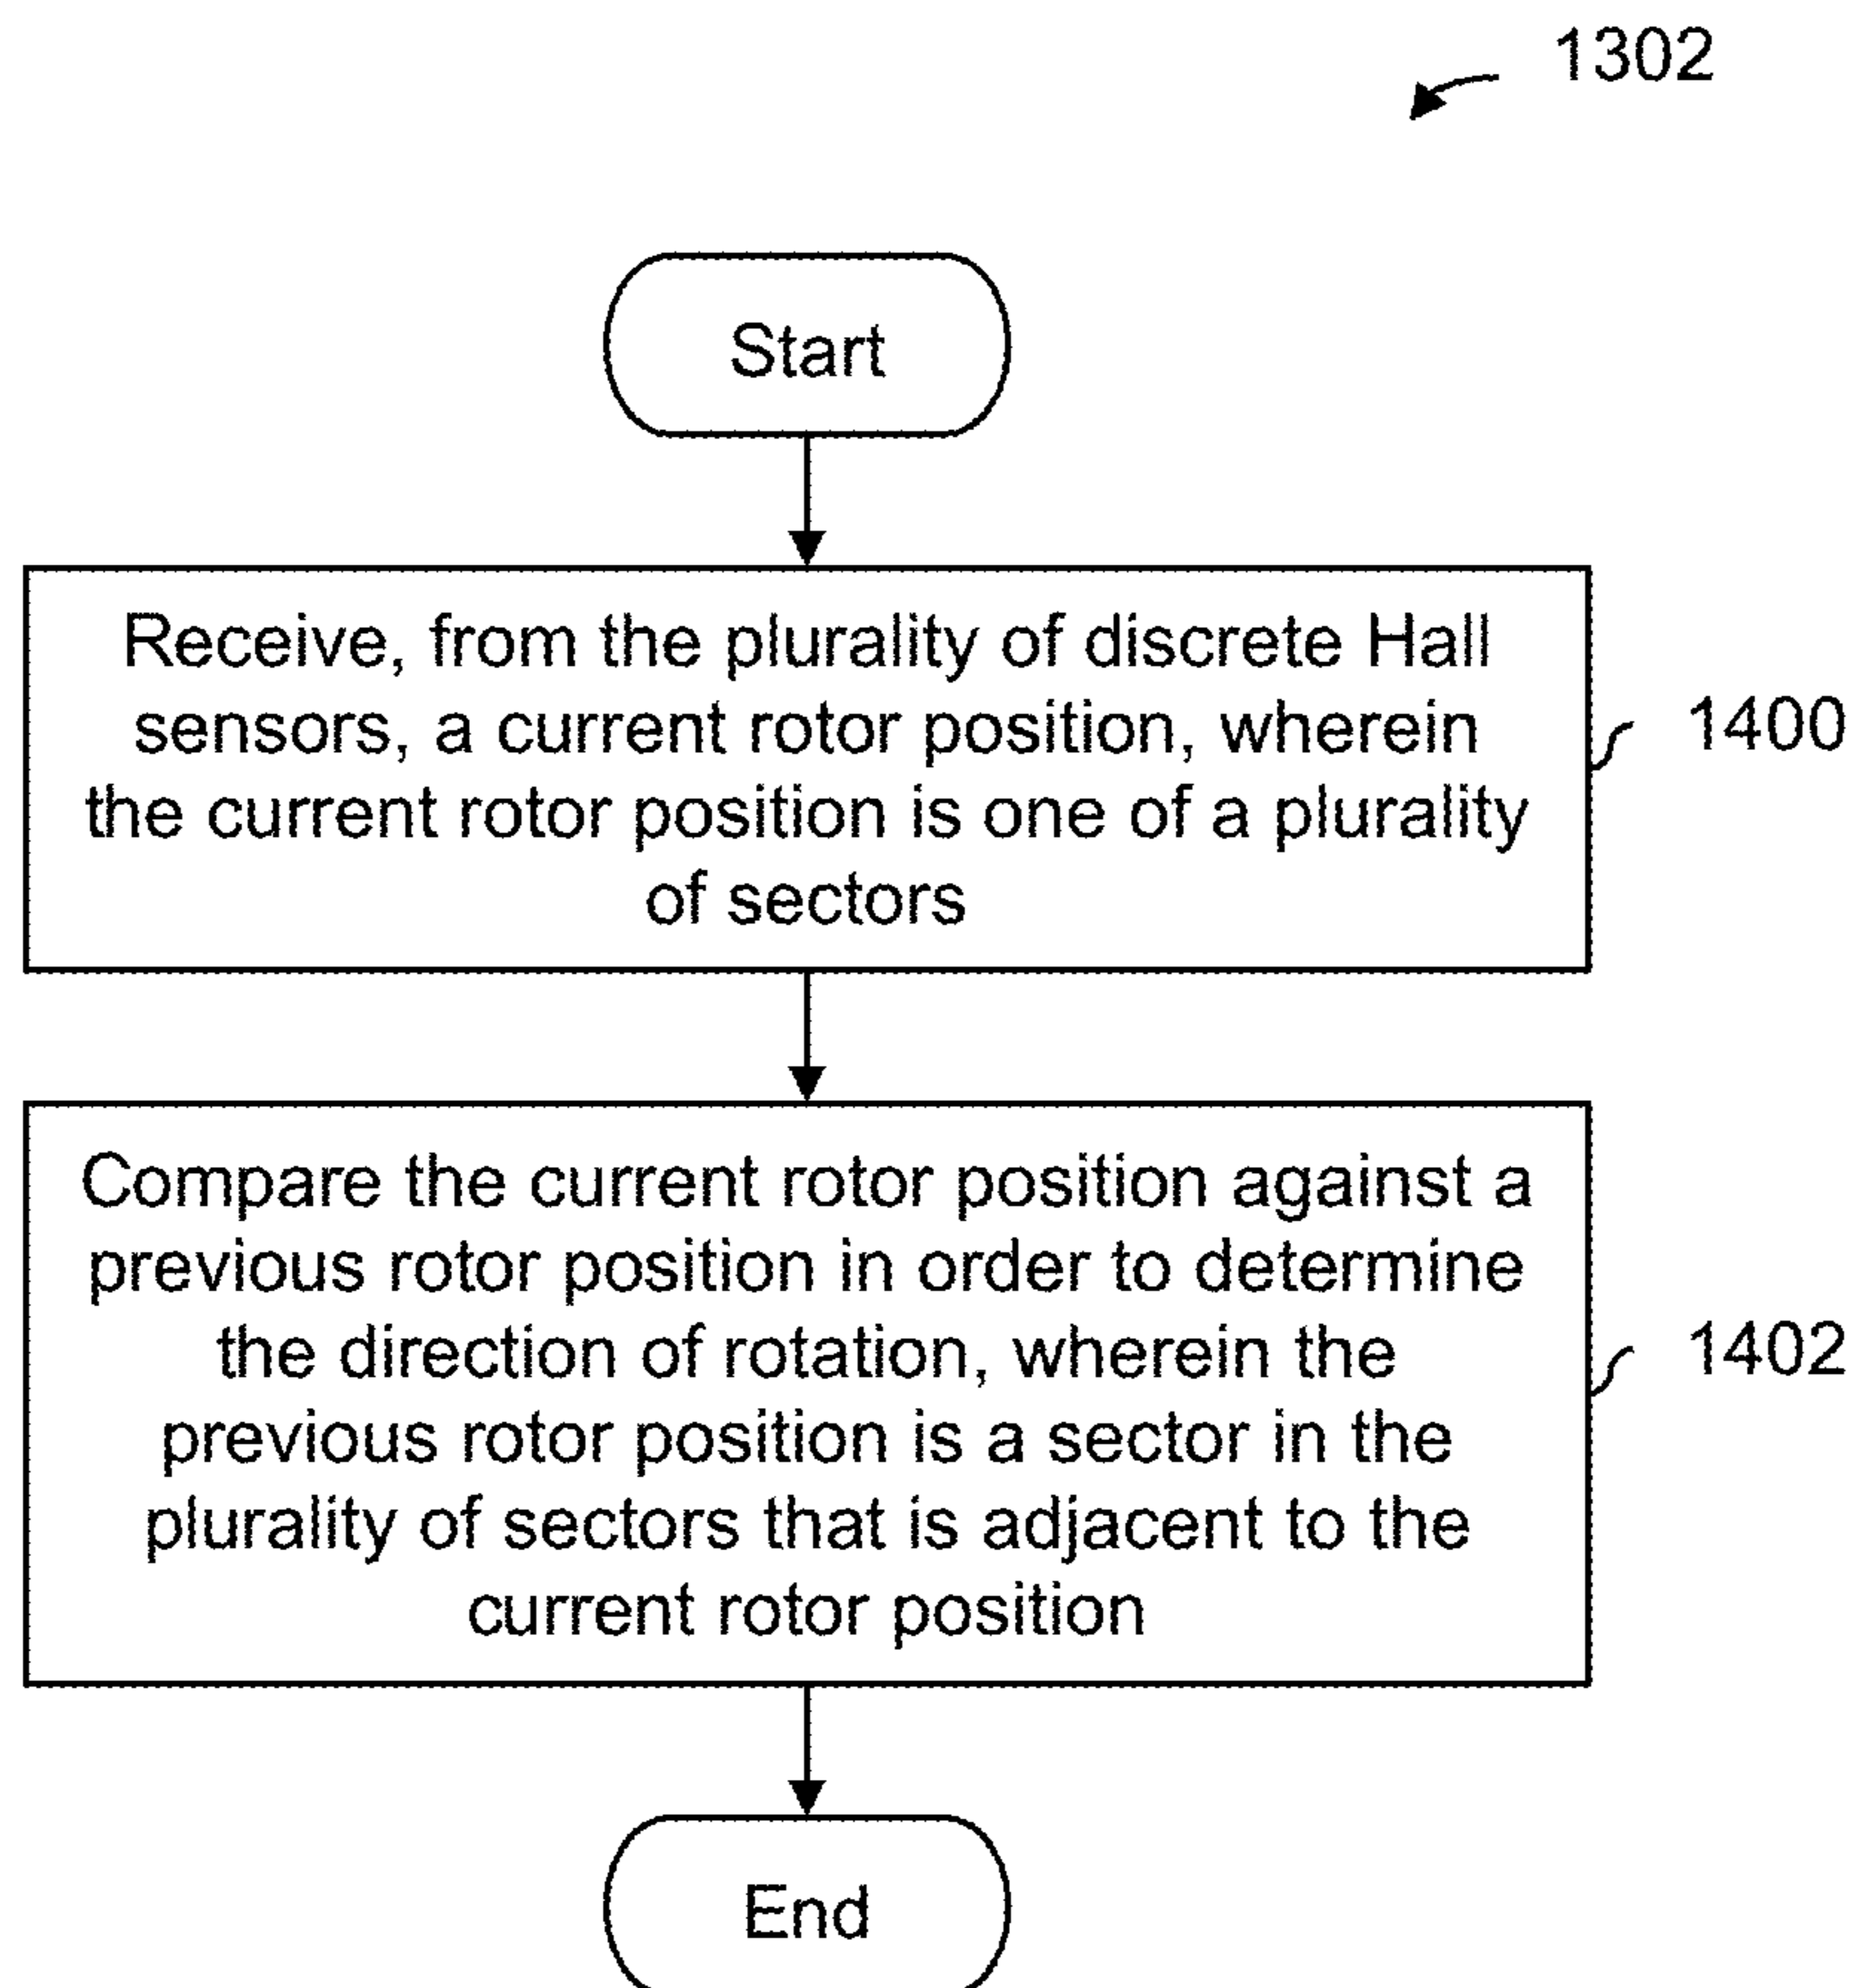 1302
Start
Receive, from the plurality of discrete Hall
sensors, a current rotor position, wherein
the current rotor position is one of a plurality
of sectors
1400
Compare the current rotor position against a
previous rotor position in order to determine
the direction of rotation, wherein the
previous rotor position is a sector in the
plurality of sectors that is adjacent to the
current rotor position
1402
End